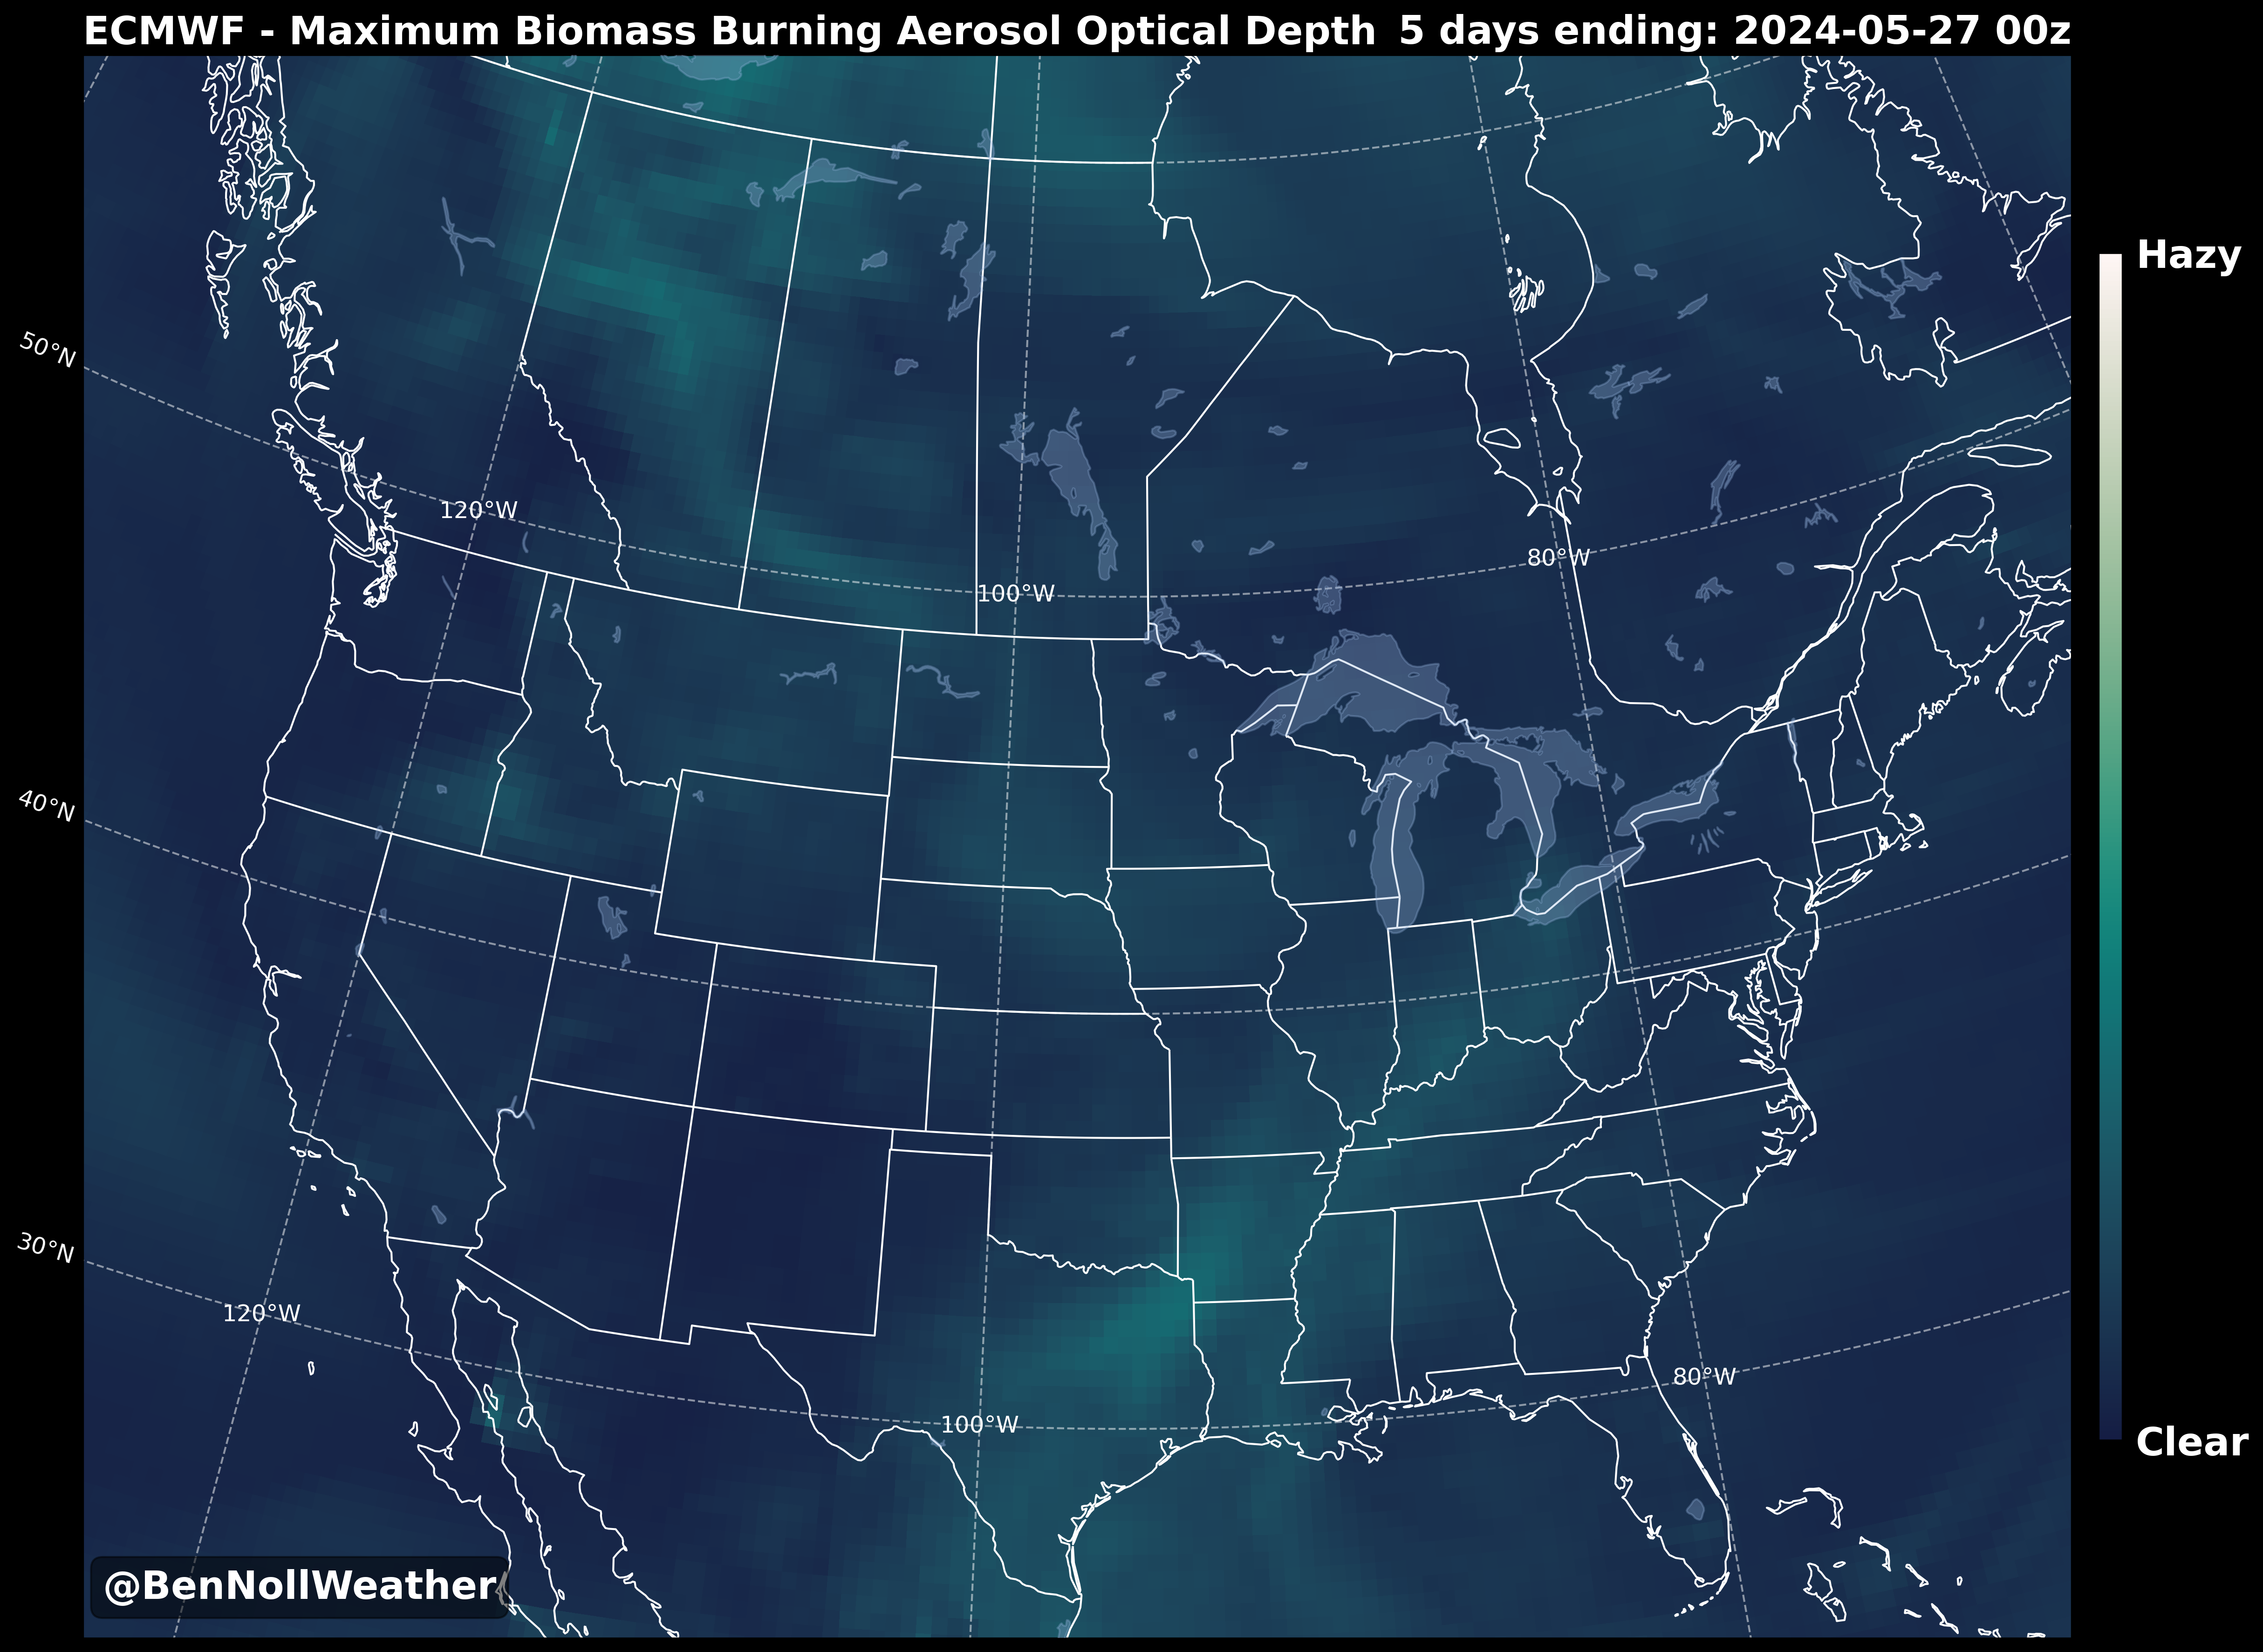 ECMWF - Maximum Biomass Burning Aerosol Optical Depth 5 days ending: 2024-05-27 00z
Hazy
50°N
120°W
80°W
100°W
40°N
30°N
120°W
80°W
100°W
Clear
@BenNollWeather